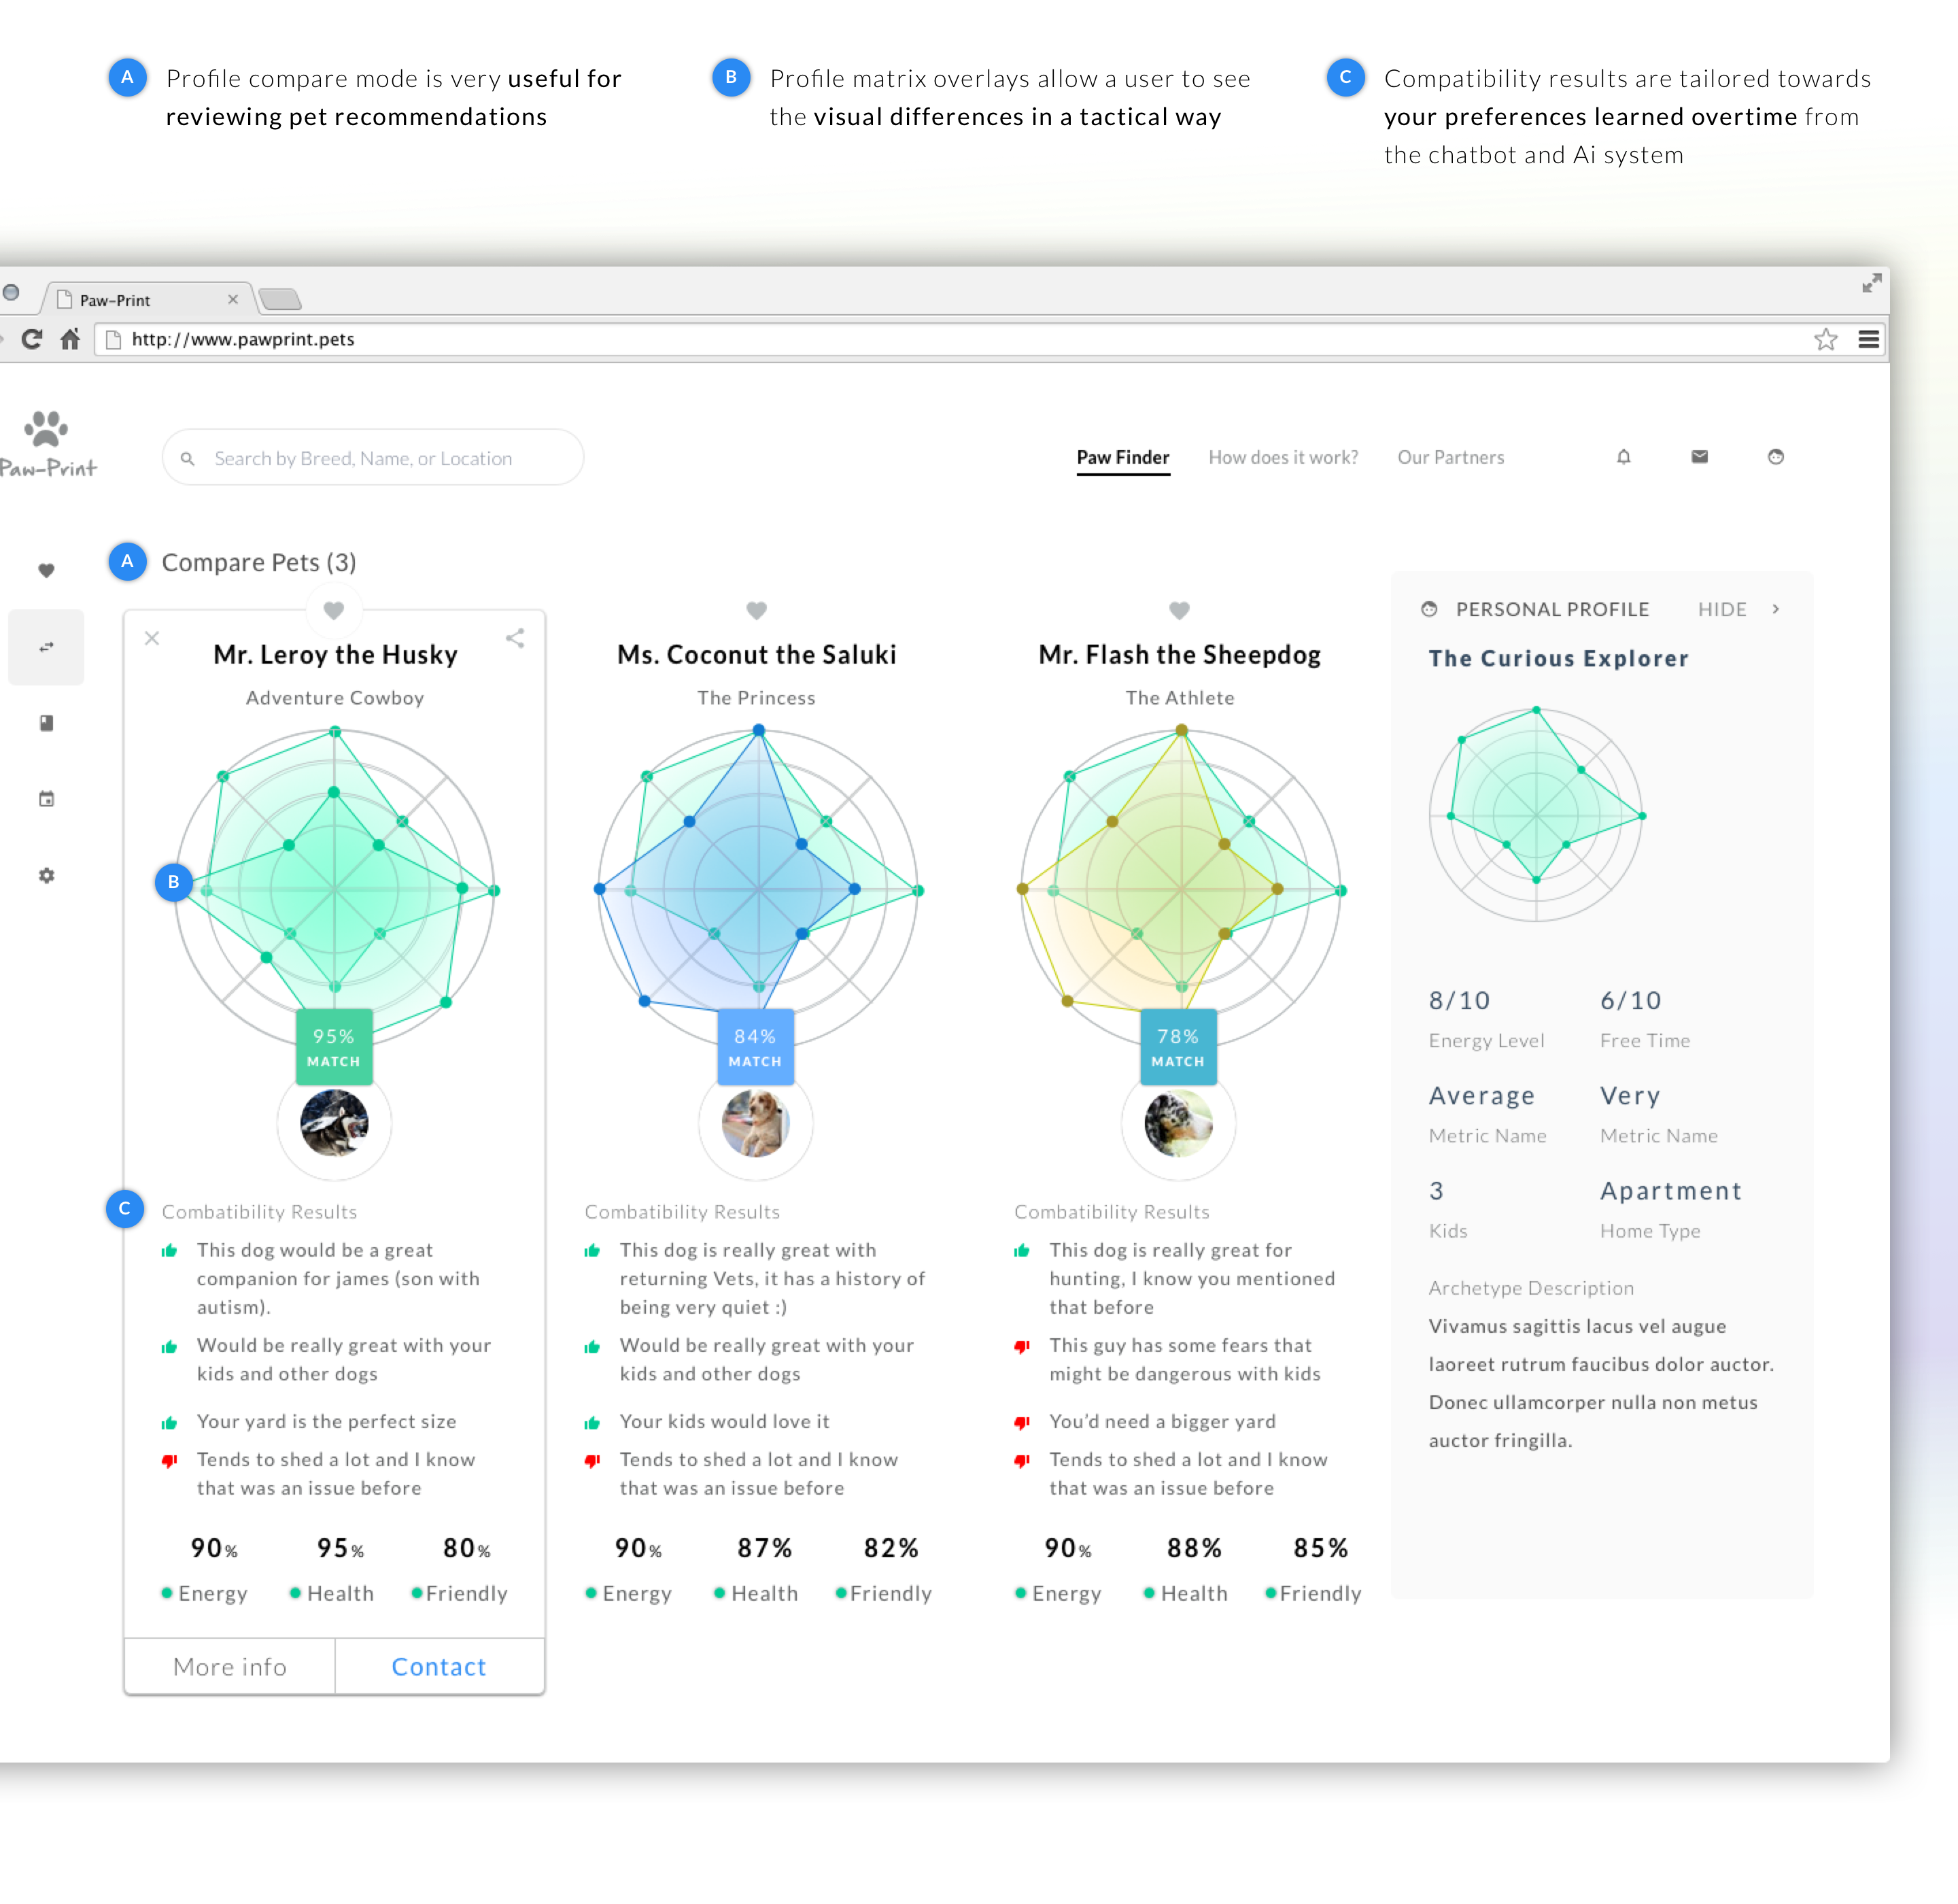 A Profile compare mode is very useful for
reviewing pet recommendations
B Profile matrix overlays allow a user to see
the visual differences in a tactical way
C Compatibility results are tailored towards
your preferences learned overtime from
the chatbot and Ai system
Paw-Print
http://www.pawprint.pets
Paw-Print
Search by Breed, Name, or Location
Paw Finder How does it work? Our Partners
A Compare Pets (3)
Mr. Leroy the Husky
Adventure Cowboy
B
95%
MATCH
C Combatibility Results
This dog would be a great
companion for james (son with
autism).
Would be really great with your
kids and other dogs
Your yard is the perfect size
Tends to shed a lot and I know
that was an issue before
90% 95% 80%
Energy Health Friendly
More info Contact
Ms. Coconut the Saluki
The Princess
84%
MATCH
Combatibility Results
This dog is really great with
returning Vets, it has a history of
being very quiet :)
Would be really great with your
kids and other dogs
Your kids would love it
Tends to shed a lot and I know
that was an issue before
90% 87% 82%
Energy Health Friendly
Mr. Flash the Sheepdog
The Athlete
78%
MATCH
Combatibility Results
This dog is really great for
hunting, I know you mentioned
that before
This guy has some fears that
might be dangerous with kids
You'd need a bigger yard
Tends to shed a lot and I know
that was an issue before
90% 88% 85%
Energy Health Friendly
PERSONAL PROFILE HIDE
The Curious Explorer
8/10 6/10
Energy Level Free Time
Average Very
Metric Name Metric Name
3 Apartment
Kids Home Type
Archetype Description
Vivamus sagittis lacus vel augue
laoreet rutrum faucibus dolor auctor.
Donec ullamcorper nulla non metus
auctor fringilla.